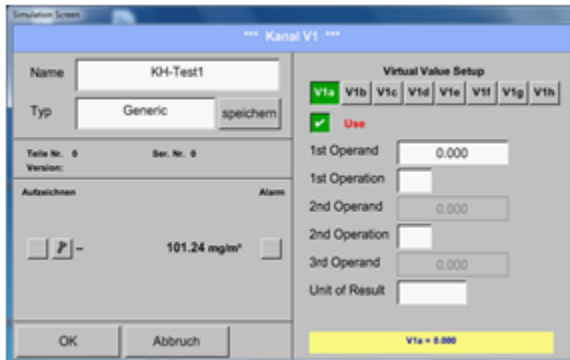 Simulation Screen
*** Kanal V1 ***
Name KH-Test1
Typ Generic speichern
Teile Nr. 0 Ser. Nr. 0
Version:
Aufzeichnen Alarm
101.24 mg/m³
OK Abbruch
Virtual Value Setup
V1a V1b V1c V1d V1e V1f V1g V1h
Use
1st Operand 0.000
1st Operation
2nd Operand 0.000
2nd Operation
3rd Operand 0.000
Unit of Result
V1a = 0.000